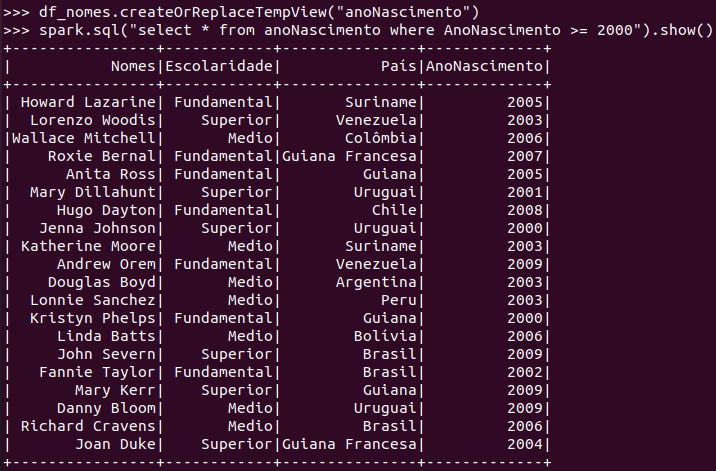 >>> df_nomes.createOrReplaceTempView("anoNascimento")
>>> spark.sql("select * from anoNascimento where AnoNascimento >= 2000").show()
+----------------+------------+---------------+-------------+
|           Nomes|Escolaridade|           País|AnoNascimento|
+----------------+------------+---------------+-------------+
| Howard Lazarine| Fundamental|       Suriname|         2005|
|  Lorenzo Woodis|    Superior|      Venezuela|         2003|
|Wallace Mitchell|       Medio|       Colômbia|         2006|
|    Roxie Bernal| Fundamental|Guiana Francesa|         2007|
|      Anita Ross| Fundamental|         Guiana|         2005|
|  Mary Dillahunt|    Superior|        Uruguai|         2001|
|     Hugo Dayton| Fundamental|          Chile|         2008|
|   Jenna Johnson|    Superior|        Uruguai|         2000|
| Katherine Moore|       Medio|       Suriname|         2003|
|     Andrew Orem| Fundamental|      Venezuela|         2009|
|    Douglas Boyd|       Medio|      Argentina|         2003|
|  Lonnie Sanchez|       Medio|           Peru|         2003|
|  Kristyn Phelps| Fundamental|         Guiana|         2000|
|     Linda Batts|       Medio|        Bolívia|         2006|
|     John Severn|    Superior|         Brasil|         2009|
|   Fannie Taylor| Fundamental|         Brasil|         2002|
|       Mary Kerr|    Superior|         Guiana|         2009|
|     Danny Bloom|       Medio|        Uruguai|         2009|
| Richard Cravens|       Medio|         Brasil|         2006|
|       Joan Duke|    Superior|Guiana Francesa|         2004|
+----------------+------------+---------------+-------------+